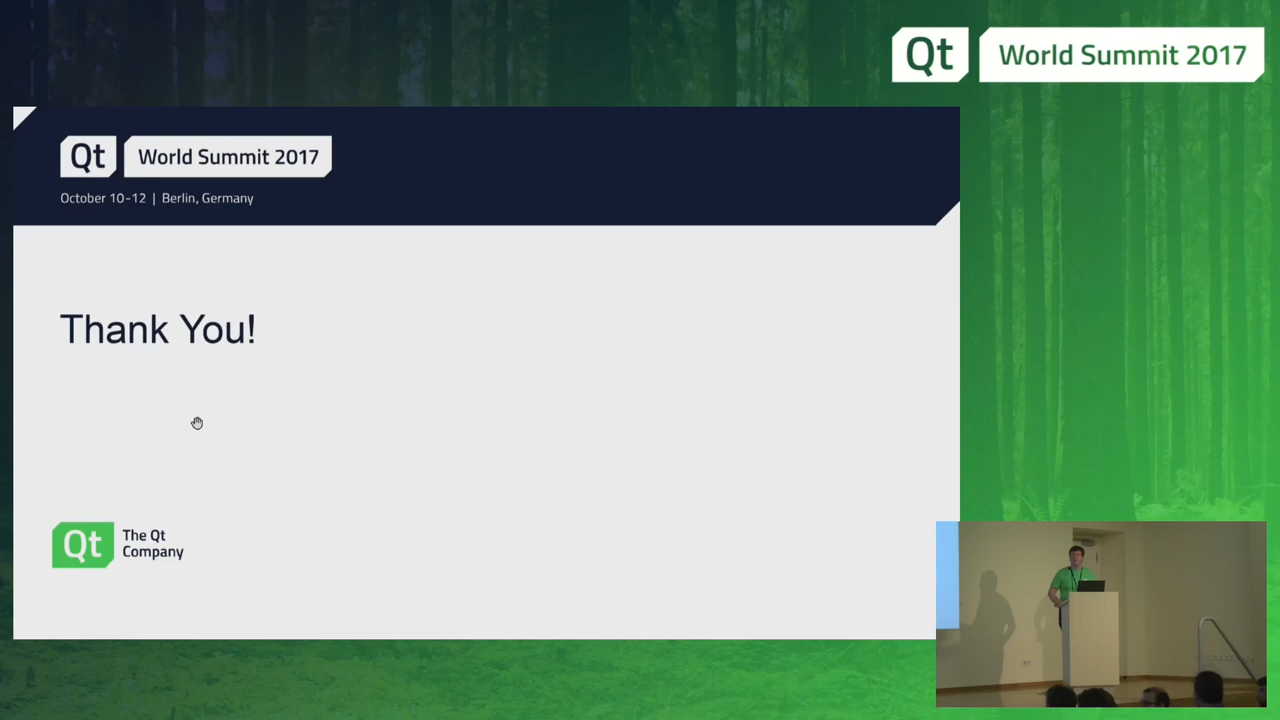 Qt World Summit 2017
Qt World Summit 2017
October 10-12 | Berlin, Germany
Thank You!
Qt The Qt
Company